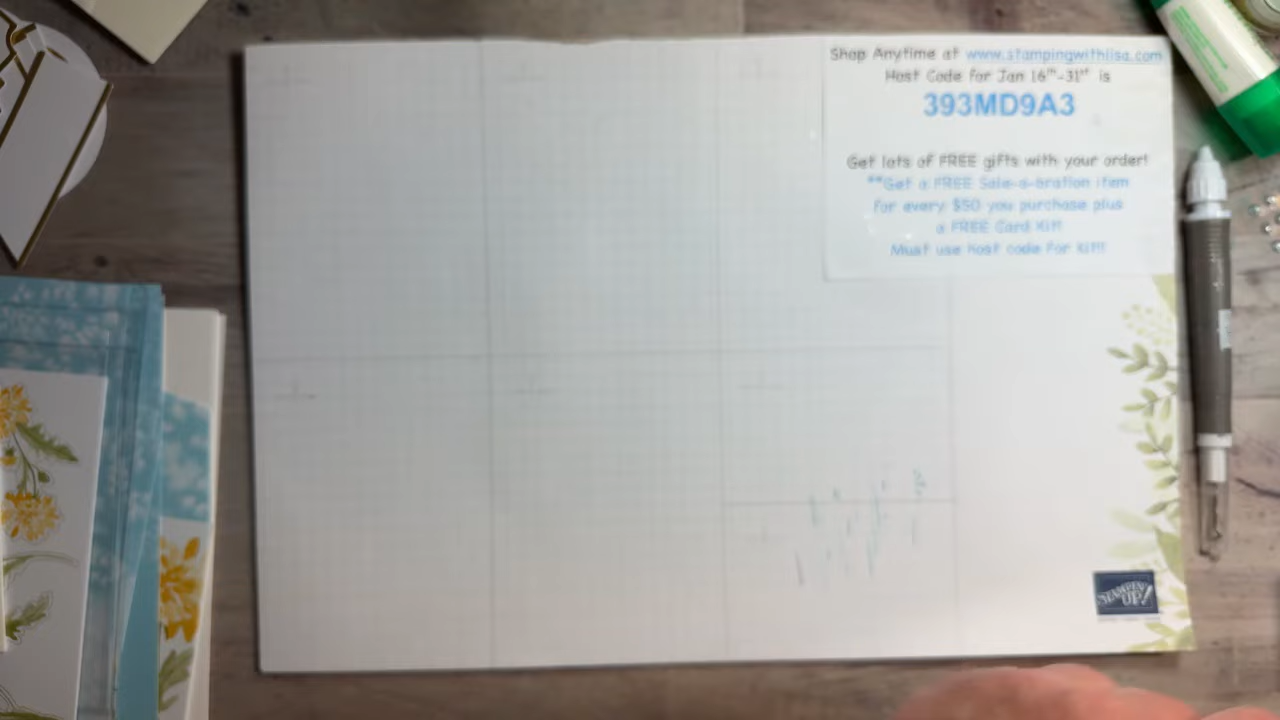 Shop Anytime at www.stampingwithlisa.com
Host Code for Jan 16th-31st is
393MD9A3
Get lots of FREE gifts with your order!
**Get a FREE Sale-a-bration item
for every $50 you purchase plus
a FREE Card Kit!
Must use host code for Kit!!
STAMPIN' UP!